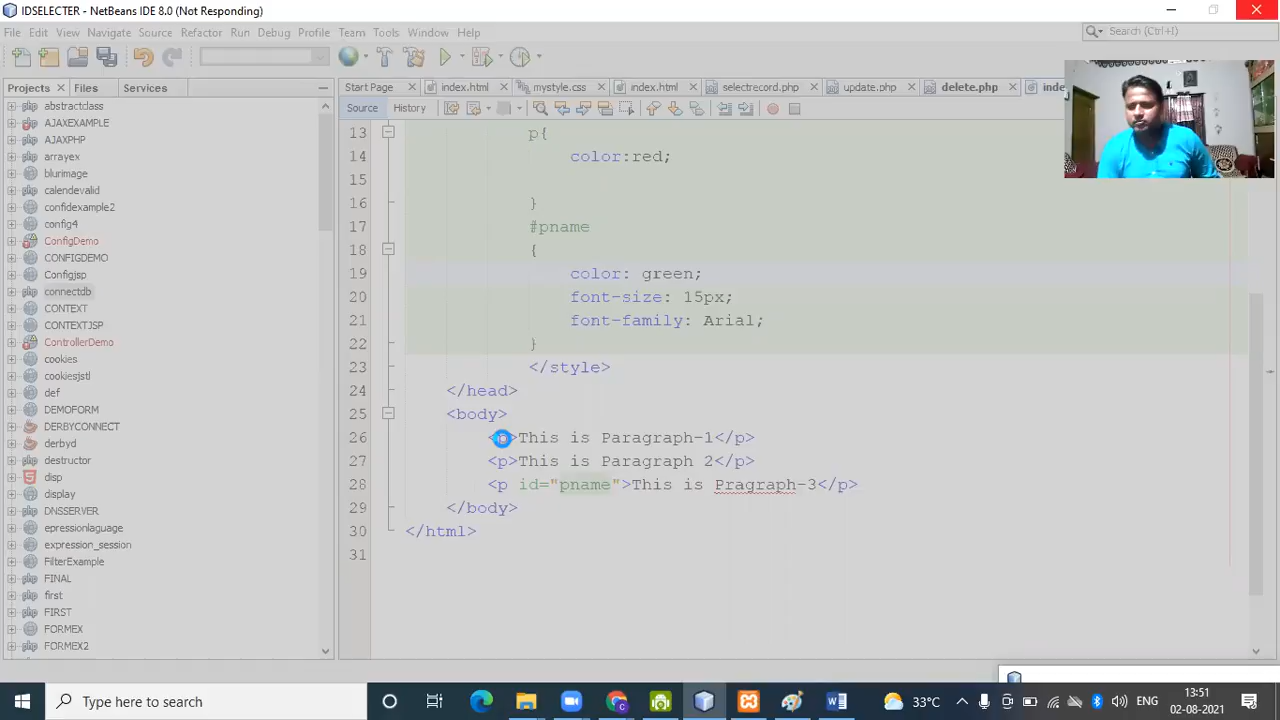 IDSELECTER - NetBeans IDE 8.0 (Not Responding)
File Edit View Navigate Source Refactor Run Debug Profile Team Tools Window Help
Search (Ctrl+I)
Projects Files Services
Start Page index.html mystyle.css index.html selectrecord.php update.php delete.php inde
Source History
abstractclass
AJAXEXAMPLE
AJAXPHP
arrayex
blurimage
calendevalid
confidexample2
config4
ConfigDemo
CONFIGDEMO
Configjsp
connectdb
CONTEXT
CONTEXTJSP
ControllerDemo
cookies
cookiesjstl
def
DEMOFORM
DERBYCONNECT
derbyd
destructor
disp
display
DNSSERVER
epressionlaguage
expression_session
FilterExample
FINAL
first
FIRST
FORMEX
FORMEX2
13 p{
14 color:red;
15
16 }
17 #pname
18 {
19 color: green;
20 font-size: 15px;
21 font-family: Arial;
22 }
23 </style>
24 </head>
25 <body>
26 <p>This is Paragraph-1</p>
27 <p>This is Paragraph 2</p>
28 <p id="pname">This is Pragraph-3</p>
29 </body>
30 </html>
31
Type here to search
33°C
ENG
13:51
02-08-2021